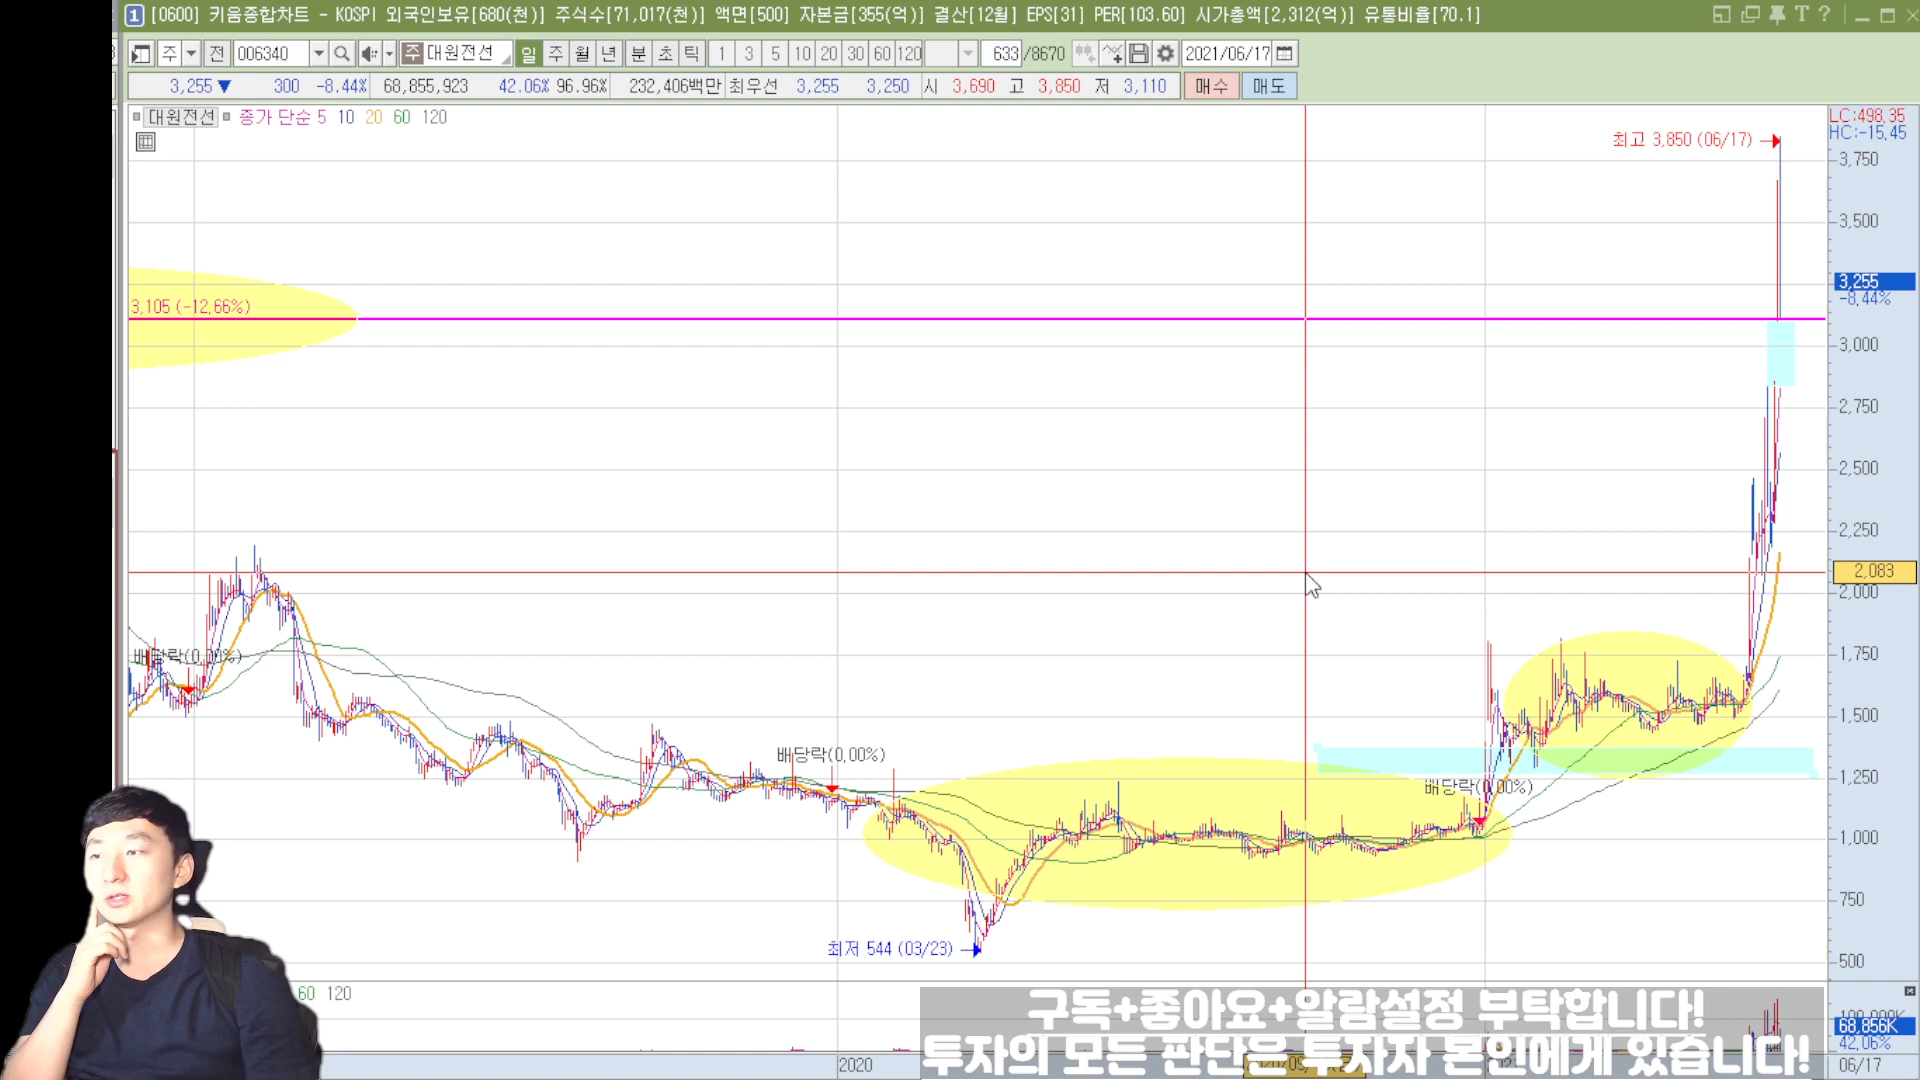 1 [0600] 키움종합차트 - KOSPI 외국인보유[680(천)] 주식수[71,017(천)] 액면[500] 자본금[355(억)] 결산[12월] EPS[31] PER[103.60] 시가총액[2,312(억)] 유통비율[70.1]
주 전 006340 주 대원전선 일 주 월 년 분 초 틱 1 3 5 10 20 30 60 120 633 /8670 2021/06/17
3,255 ▼ 300 -8.44% 68,855,923 42.06% 96.96% 232,406백만 최우선 3,255 3,250 시 3,690 고 3,850 저 3,110 매수 매도
대원전선 종가 단순 5 10 20 60 120
LC:498.35
HC:-15.45
최고 3,850 (06/17)
3,750
3,500
3,255
-8.44%
3,105 (-12.66%)
3,000
2,750
2,500
2,250
2,083
2,000
배당락(0.00%)
1,750
1,500
배당락(0.00%)
1,250
배당락(0.00%)
1,000
750
최저 544 (03/23)
500
60 120
구독+좋아요+알람설정 부탁합니다!
68,856K
투자의 모든 판단은 투자자 본인에게 있습니다!
42.06%
2020
06/17